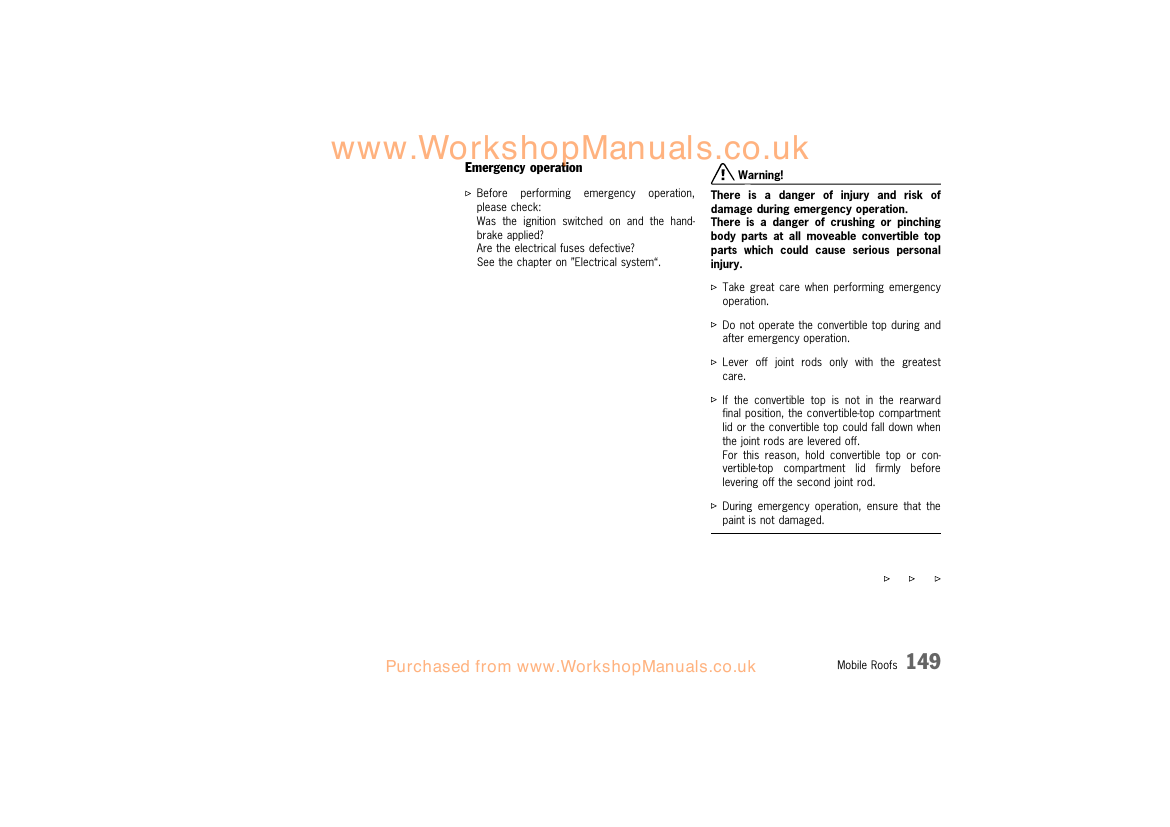 www.WorkshopManuals.co.uk
Emergency operation
▷ Before performing emergency operation,
please check:
Was the ignition switched on and the hand-
brake applied?
Are the electrical fuses defective?
See the chapter on "Electrical system“.
Warning!
There is a danger of injury and risk of
damage during emergency operation.
There is a danger of crushing or pinching
body parts at all moveable convertible top
parts which could cause serious personal
injury.
▷ Take great care when performing emergency
operation.
▷ Do not operate the convertible top during and
after emergency operation.
▷ Lever off joint rods only with the greatest
care.
▷ If the convertible top is not in the rearward
final position, the convertible-top compartment
lid or the convertible top could fall down when
the joint rods are levered off.
For this reason, hold convertible top or con-
vertible-top compartment lid firmly before
levering off the second joint rod.
▷ During emergency operation, ensure that the
paint is not damaged.
▷ ▷ ▷
Purchased from www.WorkshopManuals.co.uk
Mobile Roofs 149